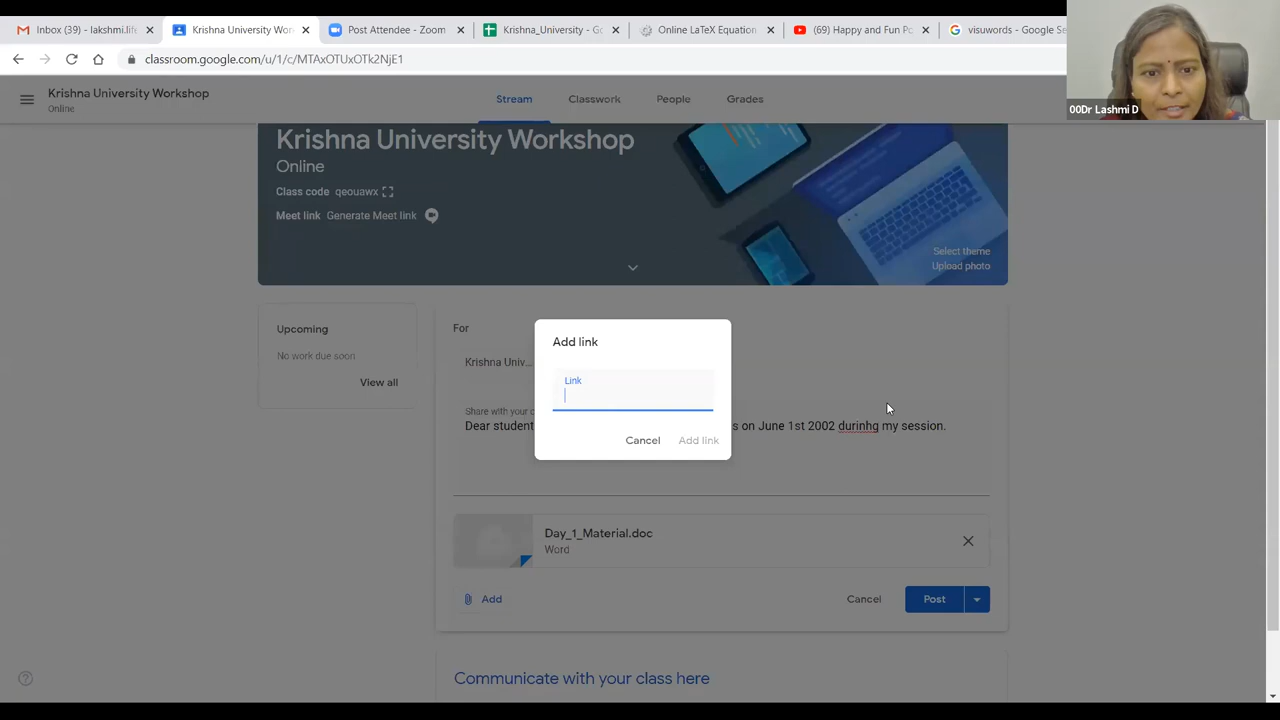 Inbox (39) - lakshmi.life
Krishna University Wor
Post Attendee - Zoom
Krishna_University - Go
Online LaTeX Equation
(69) Happy and Fun Po
visuwords - Google Se
classroom.google.com/u/1/c/MTAxOTUxOTk2NjE1
00Dr Lashmi D
Krishna University Workshop
Online
Stream
Classwork
People
Grades
Krishna University Workshop
Online
Class code qeouawx
Meet link Generate Meet link
Select theme
Upload photo
Upcoming
No work due soon
View all
For
Krishna Univ...
Share with your c
Dear student
s on June 1st 2002 durinhg my session.
Add link
Link
Cancel
Add link
Day_1_Material.doc
Word
Add
Cancel
Post
Communicate with your class here